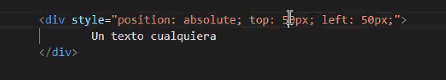 <div style="position: absolute; top: 50px; left: 50px;">
Un texto cualquiera
</div>